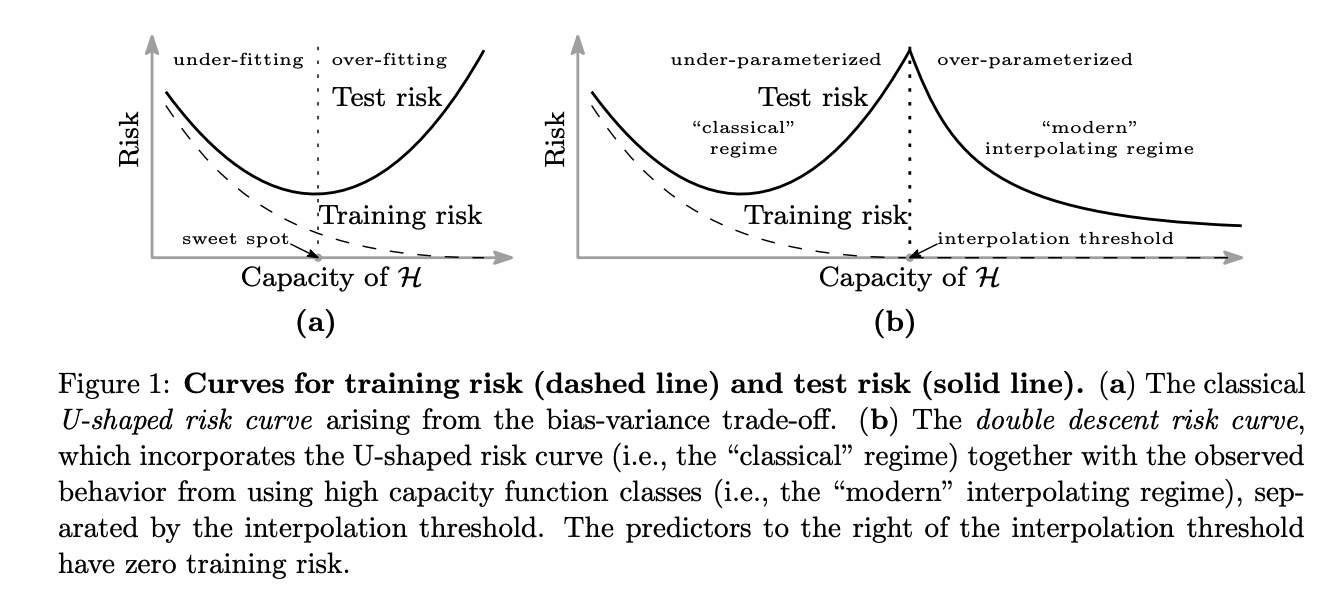 under-fitting
over-fitting
Test risk
Risk
Training risk
sweet spot
Capacity of ℋ
(a)
under-parameterized
over-parameterized
Test risk
“classical”
regime
“modern”
interpolating regime
Risk
Training risk
interpolation threshold
Capacity of ℋ
(b)
Figure 1: Curves for training risk (dashed line) and test risk (solid line). (a) The classical
U-shaped risk curve arising from the bias-variance trade-off. (b) The double descent risk curve,
which incorporates the U-shaped risk curve (i.e., the “classical” regime) together with the observed
behavior from using high capacity function classes (i.e., the “modern” interpolating regime), sep-
arated by the interpolation threshold. The predictors to the right of the interpolation threshold
have zero training risk.